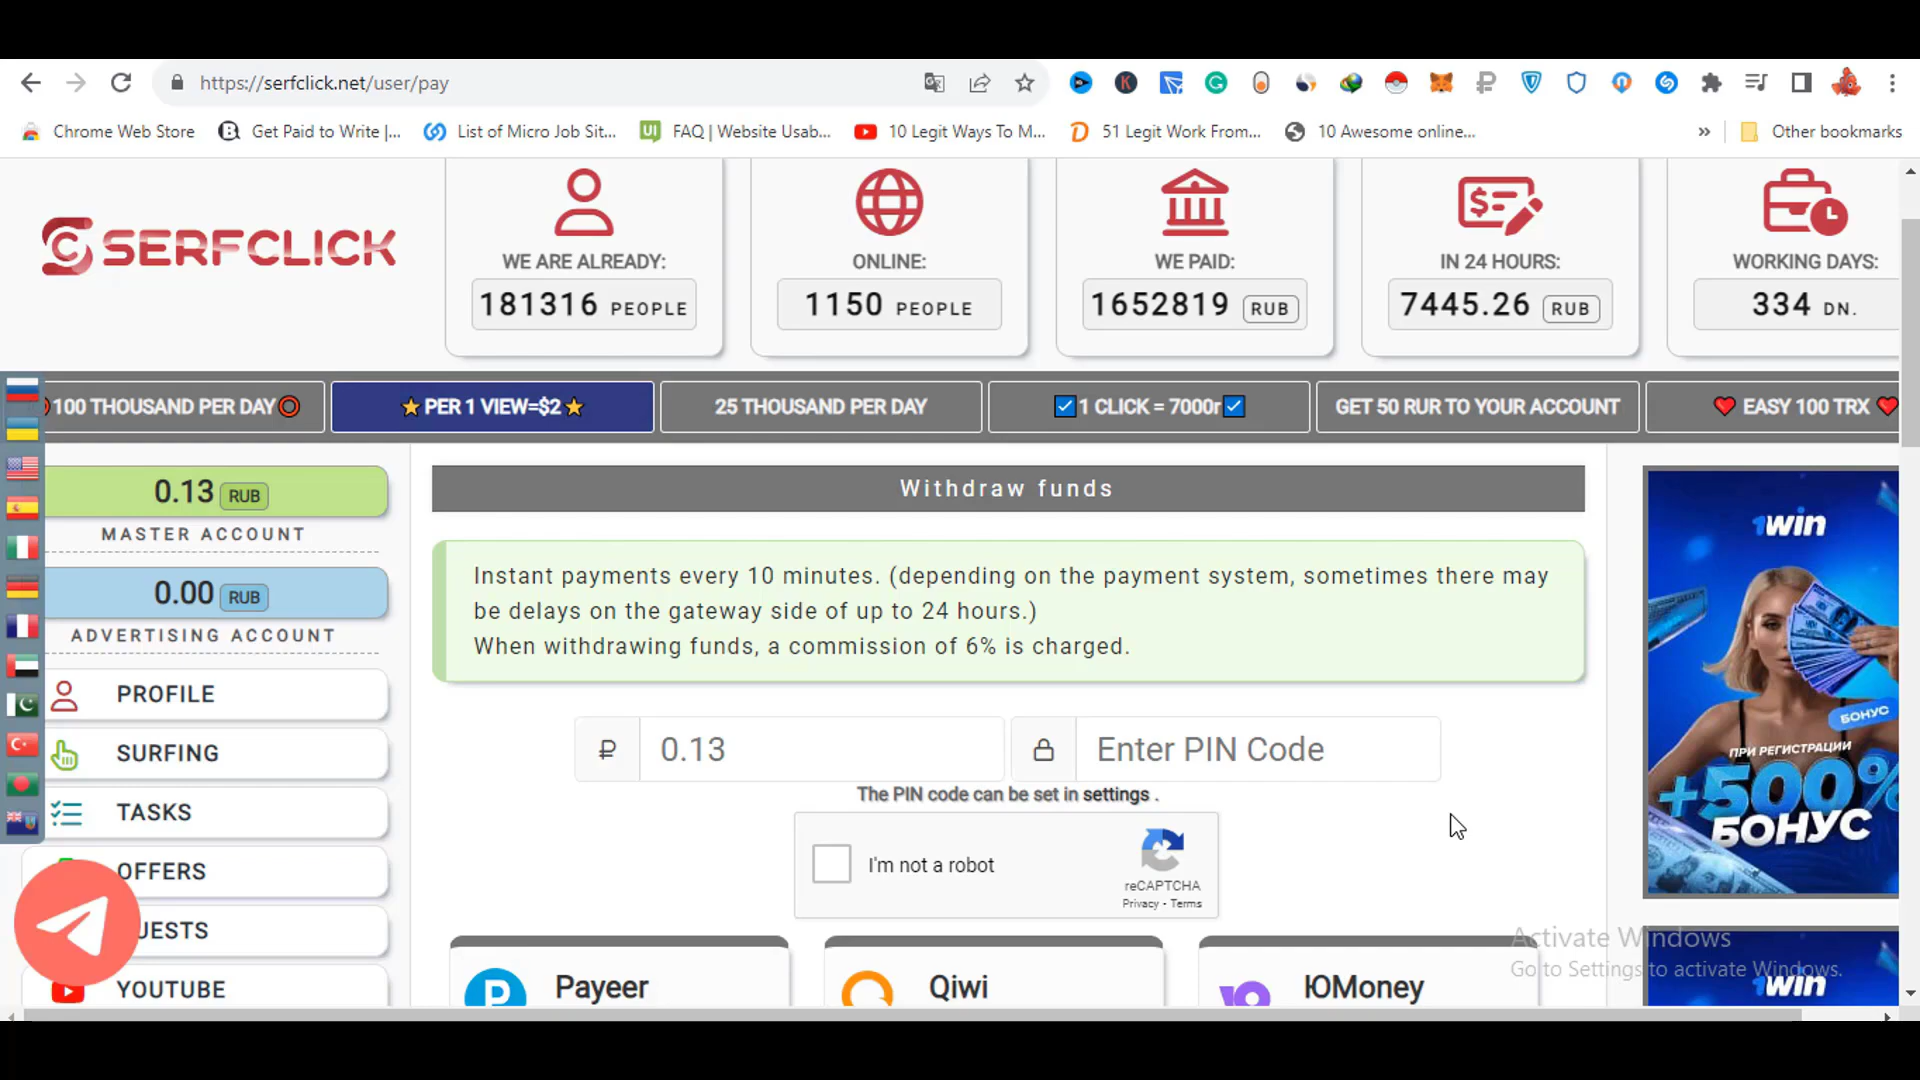 https://serfclick.net/user/pay
Chrome Web Store
Get Paid to Write |...
List of Micro Job Sit...
FAQ | Website Usab...
10 Legit Ways To M...
51 Legit Work From...
10 Awesome online...
»
Other bookmarks
SERFCLICK
WE ARE ALREADY:
181316 PEOPLE
ONLINE:
1150 PEOPLE
WE PAID:
1652819 RUB
IN 24 HOURS:
7445.26 RUB
WORKING DAYS:
334 DN.
100 THOUSAND PER DAY
PER 1 VIEW=$2
25 THOUSAND PER DAY
1 CLICK = 7000r
GET 50 RUR TO YOUR ACCOUNT
EASY 100 TRX
0.13 RUB
MASTER ACCOUNT
0.00 RUB
ADVERTISING ACCOUNT
PROFILE
SURFING
TASKS
OFFERS
UESTS
YOUTUBE
Withdraw funds
Instant payments every 10 minutes. (depending on the payment system, sometimes there may
be delays on the gateway side of up to 24 hours.)
When withdrawing funds, a commission of 6% is charged.
₽ 0.13
Enter PIN Code
The PIN code can be set in settings .
I'm not a robot
reCAPTCHA
Privacy - Terms
Payeer
Qiwi
ЮMoney
1win
БОНУС
ПРИ РЕГИСТРАЦИИ
+500%
БОНУС
1win
Activate Windows
Go to Settings to activate Windows.